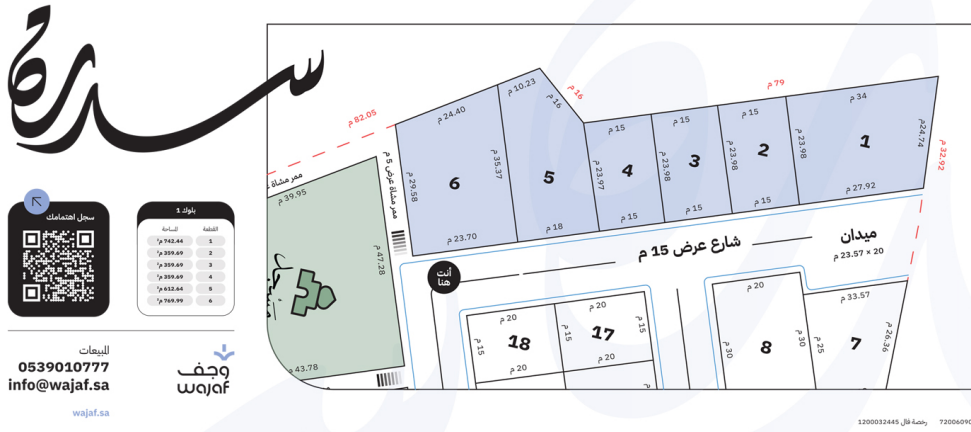 سدرة
سجل اهتمامك
بلوك 1
القطعة المساحة
1 742.44 م²
2 359.69 م²
3 359.69 م²
4 359.69 م²
5 612.64 م²
6 769.99 م²
المبيعات
0539010777
info@wajaf.sa
wajaf.sa
وجف
wajaf
82.05 م
16 م
79 م
32.92 م
34 م
24.74 م
1
23.98 م
27.92 م
15 م
2
23.98 م
15 م
15 م
3
23.98 م
15 م
15 م
4
23.97 م
15 م
10.23 م
16 م
5
35.37 م
18 م
24.40 م
6
29.58 م
23.70 م
ممر مشاة عرض 5 م
ممر مشاة
39.95 م
47.28 م
43.78 م
أنت هنا
شارع عرض 15 م
ميدان
20 × 23.57 م
20 م
18
15 م
20 م
20 م
17
15 م
15 م
20 م
20 م
8
30 م
30 م
33.57 م
7
25 م
26.36 م
رخصة فال 1200032445
7200690